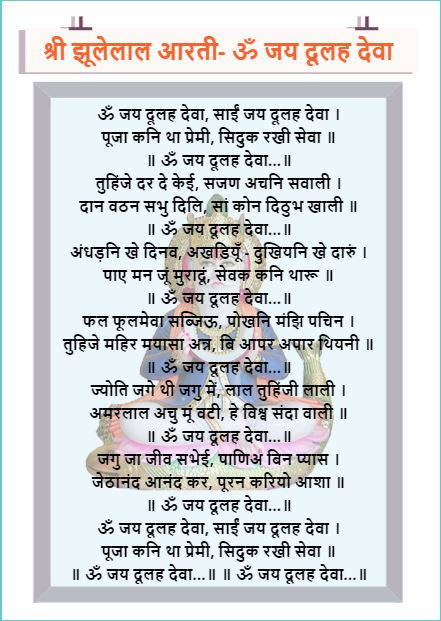 श्री झूलेलाल आरती- ॐ जय दूलह देवा
ॐ जय दूलह देवा, साईं जय दूलह देवा ।
पूजा कनि था प्रेमी, सिदुक रखी सेवा ॥
॥ ॐ जय दूलह देवा...॥
तुहिंजे दर दे केई, सजण अचनि सवाली ।
दान वठन सभु दिलि, सां कोन दिठुभ खाली ॥
॥ ॐ जय दूलह देवा...॥
अंधड़नि खे दिनव, अखडियूँ - दुखियनि खे दारुं ।
पाए मन जूं मुरादूं, सेवक कनि थारू ॥
॥ ॐ जय दूलह देवा...॥
फल फूलमेवा सब्जिऊ, पोखनि मंझि पचिन ।
तुहिजे महिर मयासा अन्न, बि आपर अपार थियनी ॥
॥ ॐ जय दूलह देवा...॥
ज्योति जगे थी जगु में, लाल तुहिंजी लाली ।
अमरलाल अचु मूं वटी, हे विश्व संदा वाली ॥
॥ ॐ जय दूलह देवा...॥
जगु जा जीव सभेई, पाणिअ बिन प्यास ।
जेठानंद आनंद कर, पूरन करियो आशा ॥
॥ ॐ जय दूलह देवा...॥
ॐ जय दूलह देवा, साईं जय दूलह देवा ।
पूजा कनि था प्रेमी, सिदुक रखी सेवा ॥
॥ ॐ जय दूलह देवा...॥ ॥ ॐ जय दूलह देवा...॥